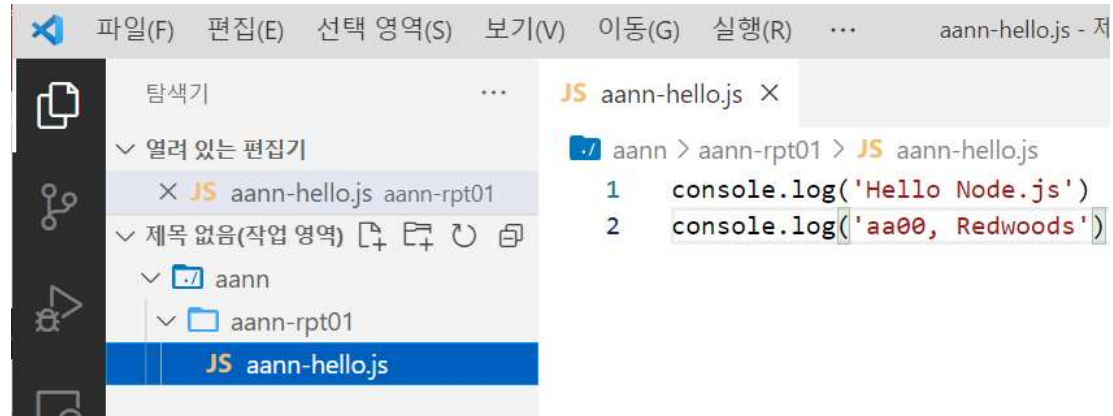 파일(F) 편집(E) 선택 영역(S) 보기(V) 이동(G) 실행(R) ··· aann-hello.js - 제
탐색기 ···
JS aann-hello.js ×
열려 있는 편집기
aann > aann-rpt01 > JS aann-hello.js
× JS aann-hello.js aann-rpt01
1 console.log('Hello Node.js')
2 console.log('aa00, Redwoods')
제목 없음(작업 영역)
./ aann
aann-rpt01
JS aann-hello.js